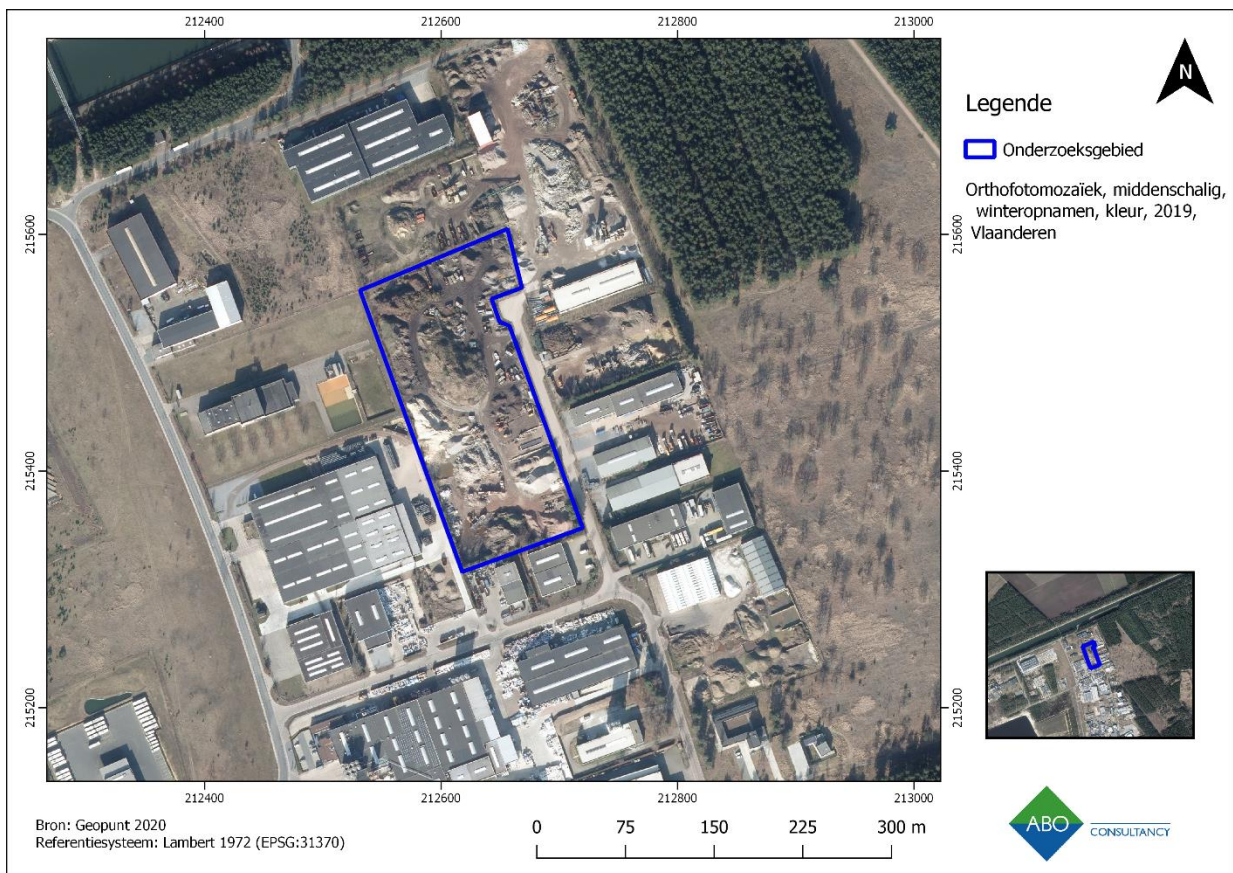 212400
212600
212800
213000
N
Legende
Onderzoeksgebied
Orthofotomozaïek, middenschalig,
winteropnamen, kleur, 2019,
Vlaanderen
215600
215600
215400
215400
215200
215200
212400
212600
212800
213000
Bron: Geopunt 2020
Referentiesysteem: Lambert 1972 (EPSG:31370)
0 75 150 225 300 m
ABO
CONSULTANCY